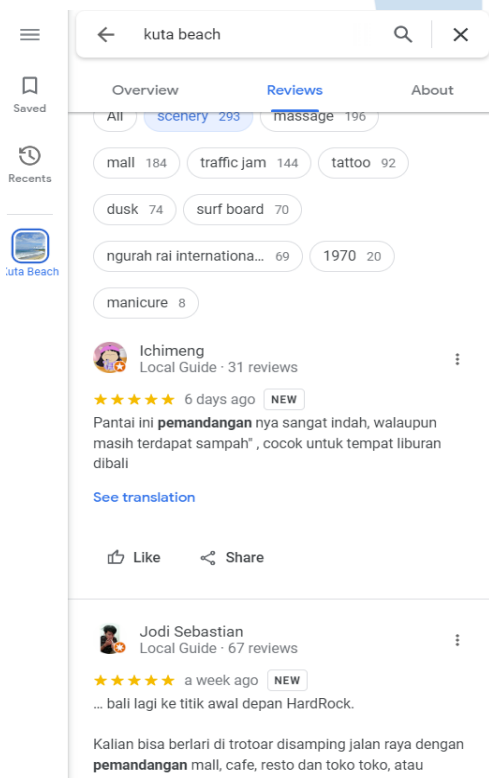 kuta beach
Saved
Recents
Kuta Beach
Overview
Reviews
About
All
scenery 293
massage 196
mall 184
traffic jam 144
tattoo 92
dusk 74
surf board 70
ngurah rai internationa... 69
1970 20
manicure 8
Ichimeng
Local Guide · 31 reviews
6 days ago NEW
Pantai ini pemandangan nya sangat indah, walaupun
masih terdapat sampah" , cocok untuk tempat liburan
dibali
See translation
Like
Share
Jodi Sebastian
Local Guide · 67 reviews
a week ago NEW
... bali lagi ke titik awal depan HardRock.
Kalian bisa berlari di trotoar disamping jalan raya dengan
pemandangan mall, cafe, resto dan toko toko, atau